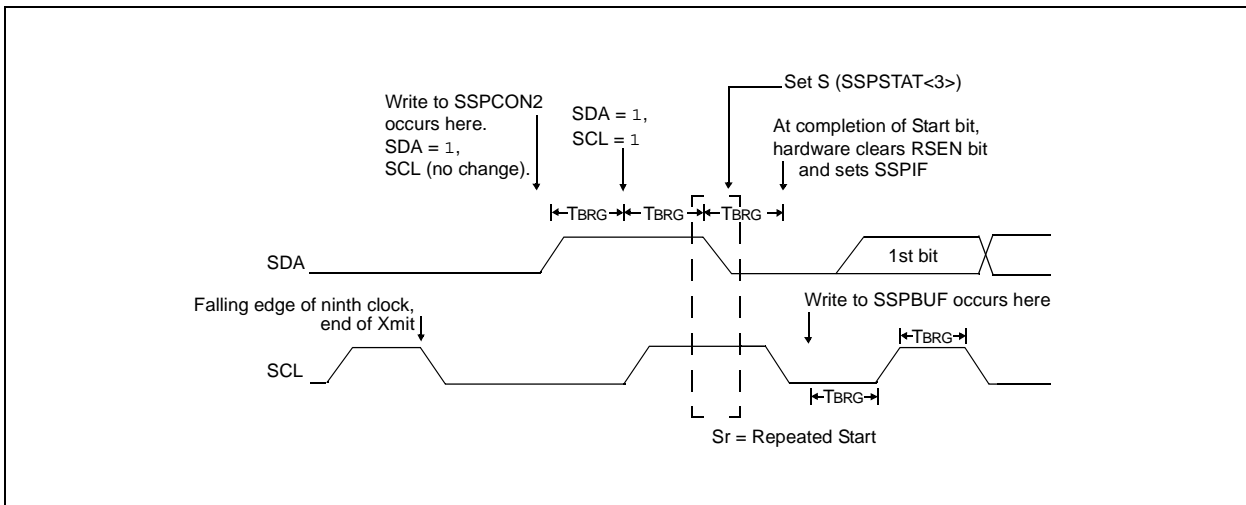 Set S (SSPSTAT<3>)
Write to SSPCON2
occurs here.
SDA = 1,
SCL (no change).
SDA = 1,
SCL = 1
At completion of Start bit,
hardware clears RSEN bit
and sets SSPIF
TBRG
TBRG
TBRG
SDA
1st bit
Falling edge of ninth clock,
end of Xmit
Write to SSPBUF occurs here
TBRG
SCL
TBRG
Sr = Repeated Start